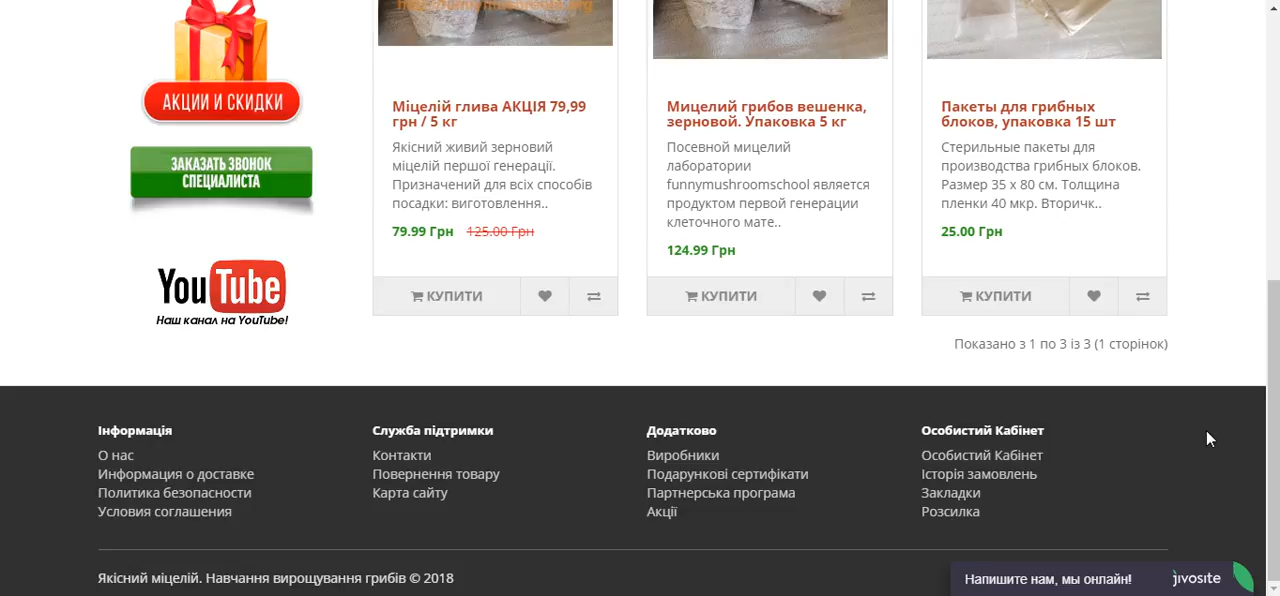 АКЦИИ И СКИДКИ
ЗАКАЗАТЬ ЗВОНОК
СПЕЦИАЛИСТА
YouTube
Наш канал на YouTube!
Міцелій глива АКЦІЯ 79,99
грн / 5 кг
Якісний живий зерновий
міцелій першої генерації.
Призначений для всіх способів
посадки: виготовлення..
79.99 Грн 125.00 Грн
КУПИТИ
Мицелий грибов вешенка,
зерновой. Упаковка 5 кг
Посевной мицелий
лаборатории
funnymushroomschool является
продуктом первой генерации
клеточного мате..
124.99 Грн
КУПИТИ
Пакеты для грибных
блоков, упаковка 15 шт
Стерильные пакеты для
производства грибных блоков.
Размер 35 х 80 см. Толщина
пленки 40 мкр. Вторичк..
25.00 Грн
КУПИТИ
Показано з 1 по 3 із 3 (1 сторінок)
Інформація
О нас
Информация о доставке
Политика безопасности
Условия соглашения
Служба підтримки
Контакти
Повернення товару
Карта сайту
Додатково
Виробники
Подарункові сертифікати
Партнерська програма
Акції
Особистий Кабінет
Особистий Кабінет
Історія замовлень
Закладки
Розсилка
Якісний міцелій. Навчання вирощування грибів © 2018
Напишите нам, мы онлайн!
jivosite